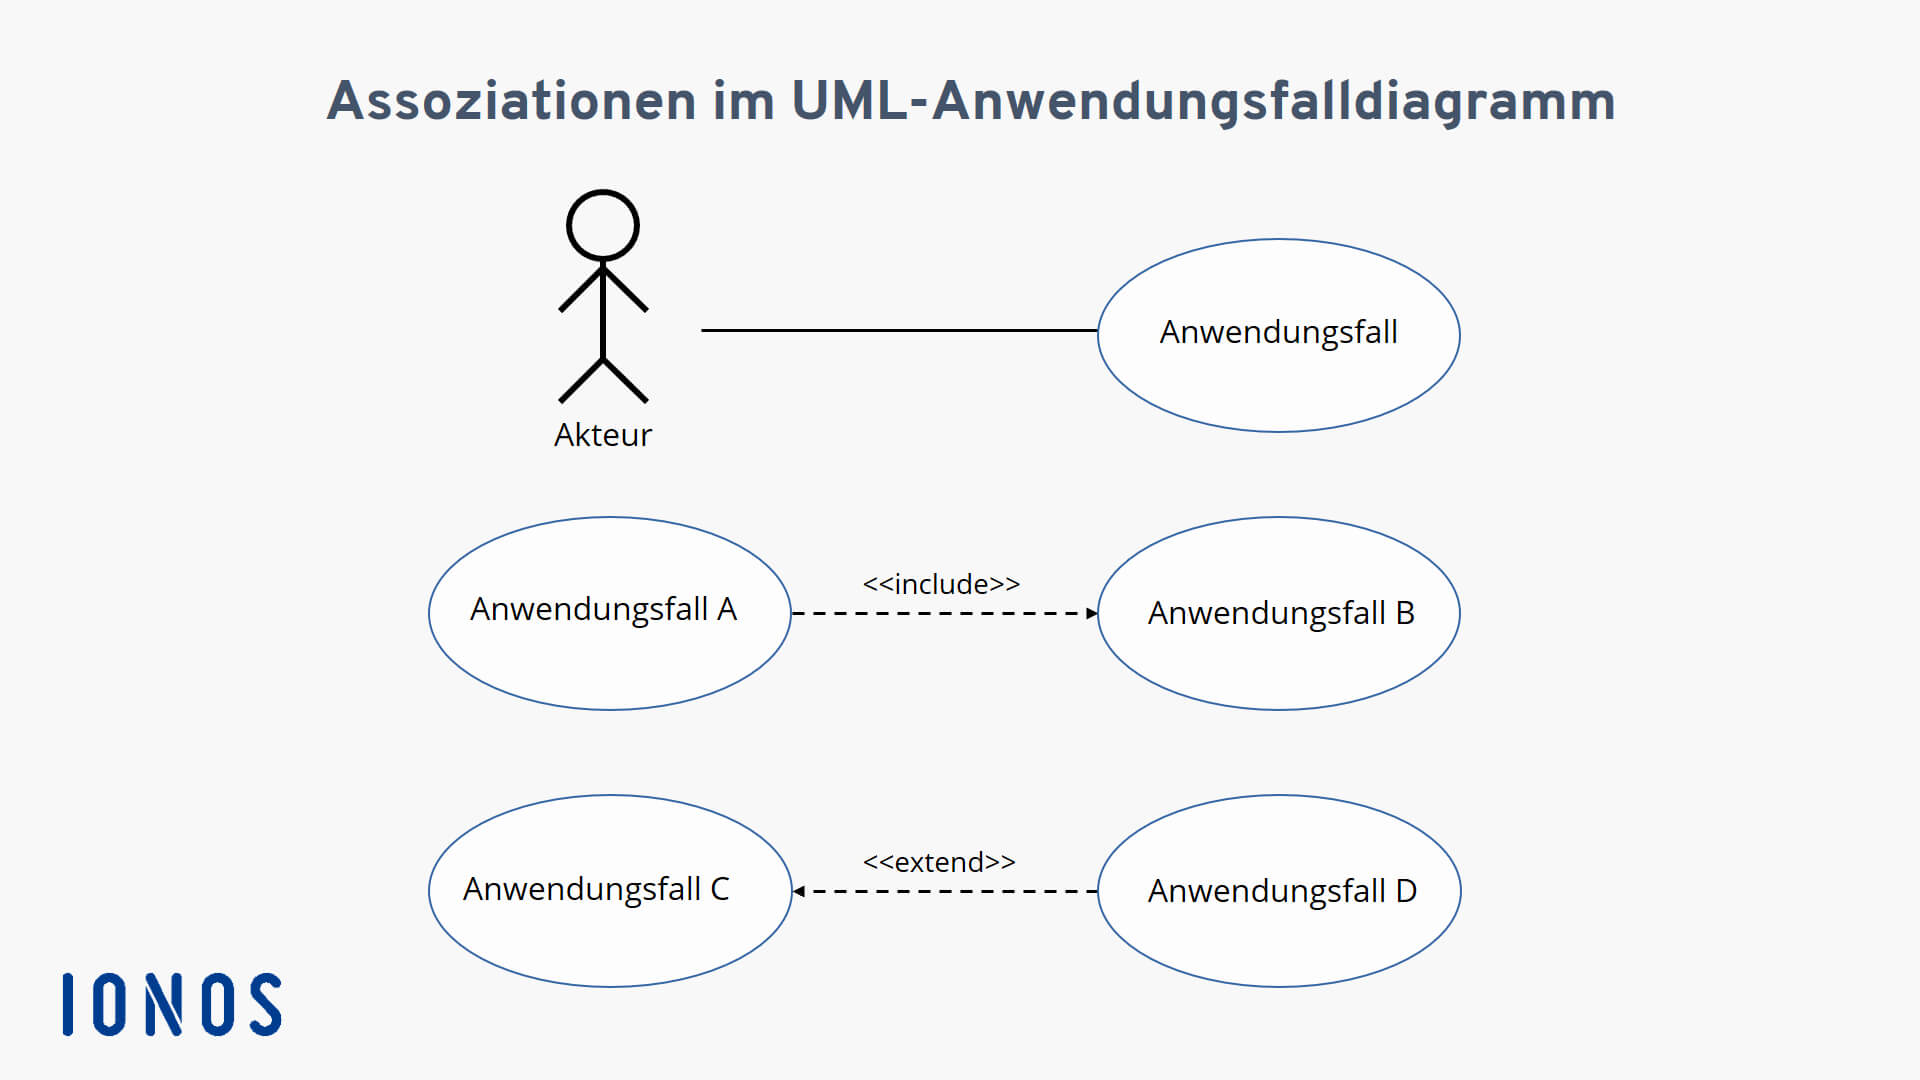 Assoziationen im UML-Anwendungsfalldiagramm
Anwendungsfall
Akteur
<<include>>
Anwendungsfall A
Anwendungsfall B
<<extend>>
Anwendungsfall C
Anwendungsfall D
IONOS